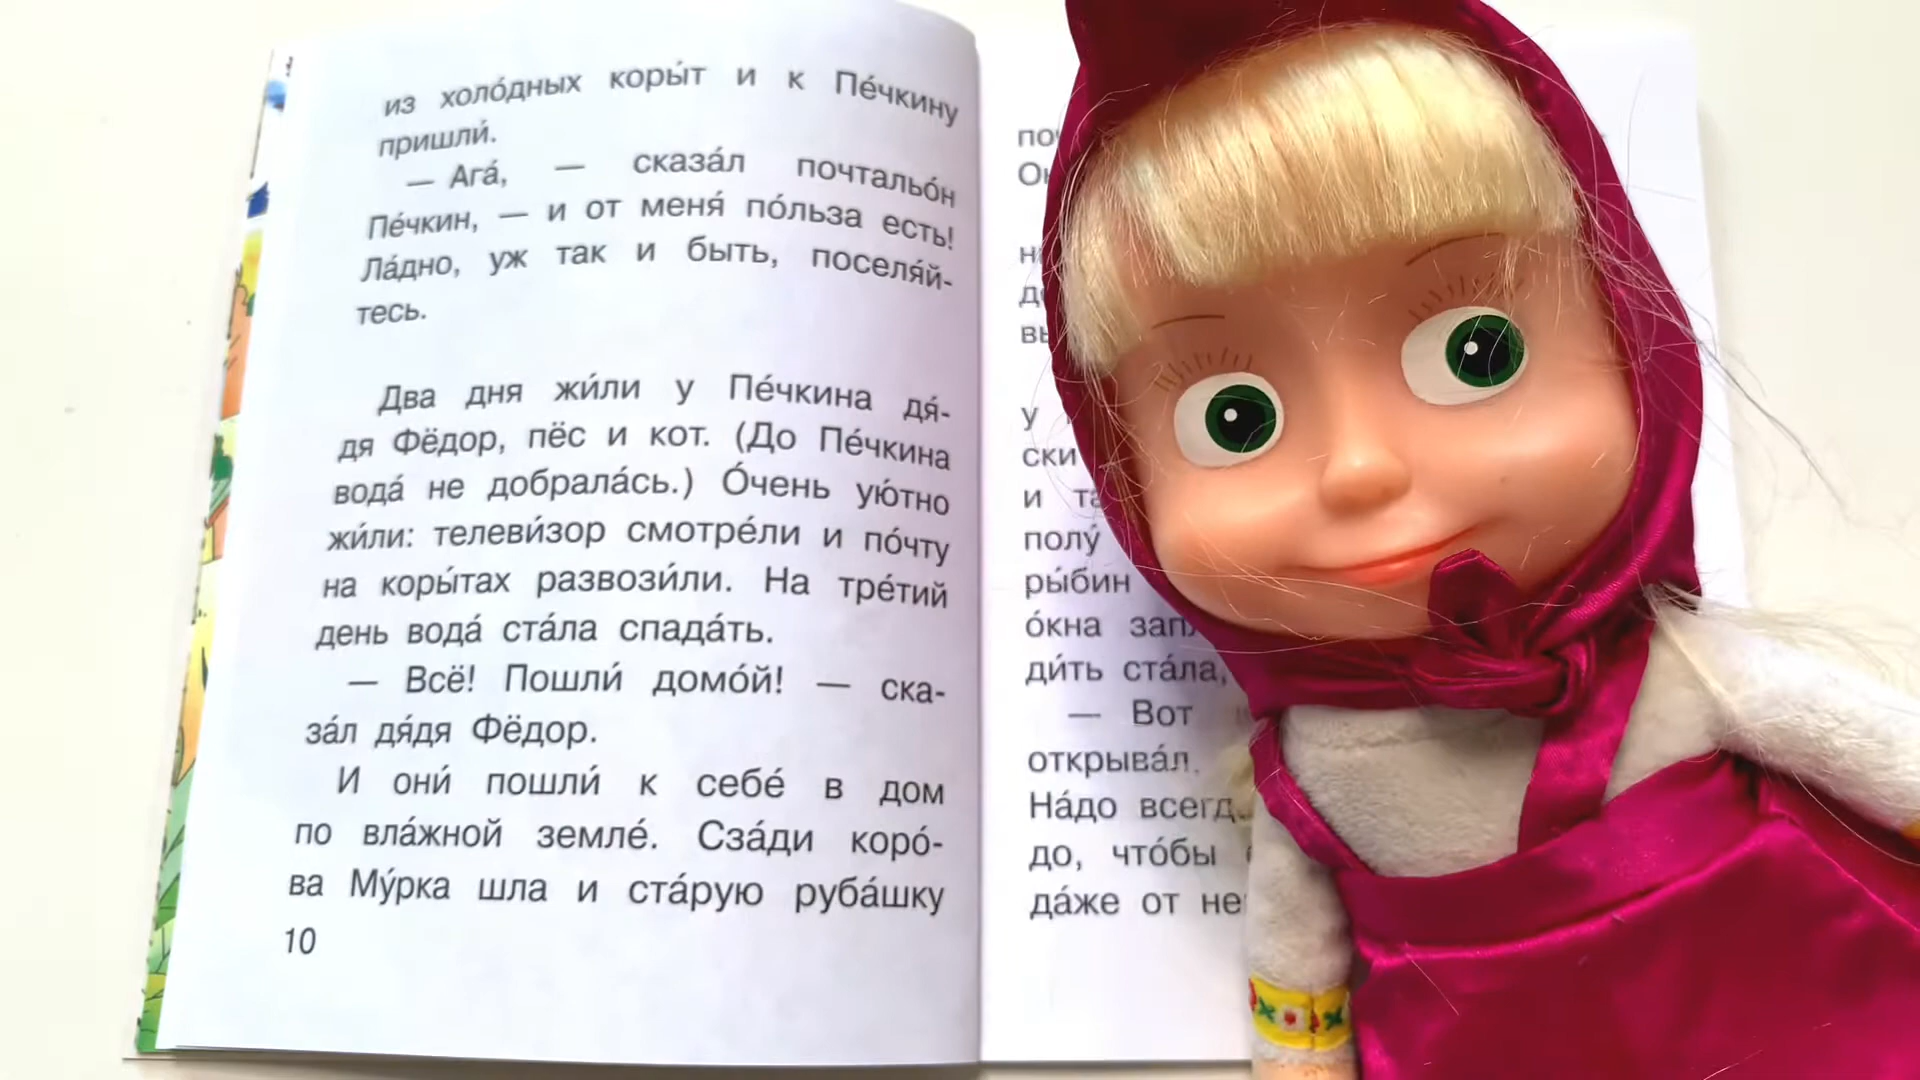 из холо́дных коры́т и к Пе́чкину
пришли́.
— Ага́, — сказа́л почтальо́н
Пе́чкин, — и от меня́ по́льза есть!
Ла́дно, уж так и быть, поселя́й-
тесь.
Два дня жи́ли у Пе́чкина дя́-
дя Фёдор, пёс и кот. (До Пе́чкина
вода́ не добрала́сь.) О́чень ую́тно
жи́ли: телеви́зор смотре́ли и по́чту
на коры́тах развози́ли. На тре́тий
день вода́ ста́ла спада́ть.
— Всё! Пошли́ домо́й! — ска-
за́л дя́дя Фёдор.
И они́ пошли́ к себе́ в дом
по вла́жной земле́. Сза́ди коро́-
ва Му́рка шла и ста́рую руба́шку
10
у
ски
и
полу́
ры́бин
о́кна
ди́ть ста́ла,
— Вот
открыва́л.
На́до
до, что́бы
да́же от